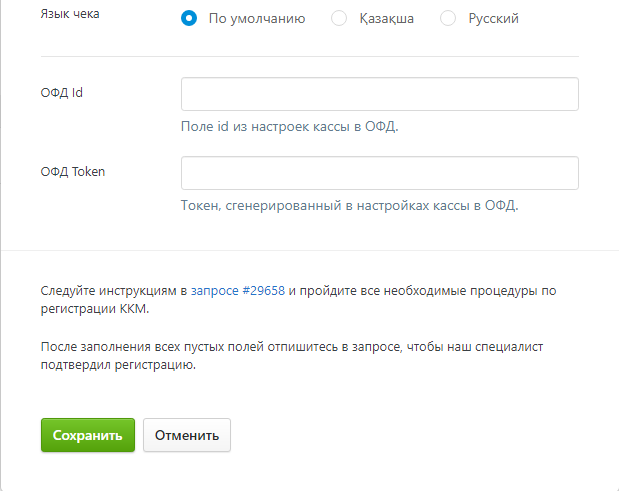 Язык чека
По умолчанию Қазақша Русский
ОФД Id
Поле id из настроек кассы в ОФД.
ОФД Token
Токен, сгенерированный в настройках кассы в ОФД.
Следуйте инструкциям в запросе #29658 и пройдите все необходимые процедуры по
регистрации ККМ.
После заполнения всех пустых полей отпишитесь в запросе, чтобы наш специалист
подтвердил регистрацию.
Сохранить Отменить